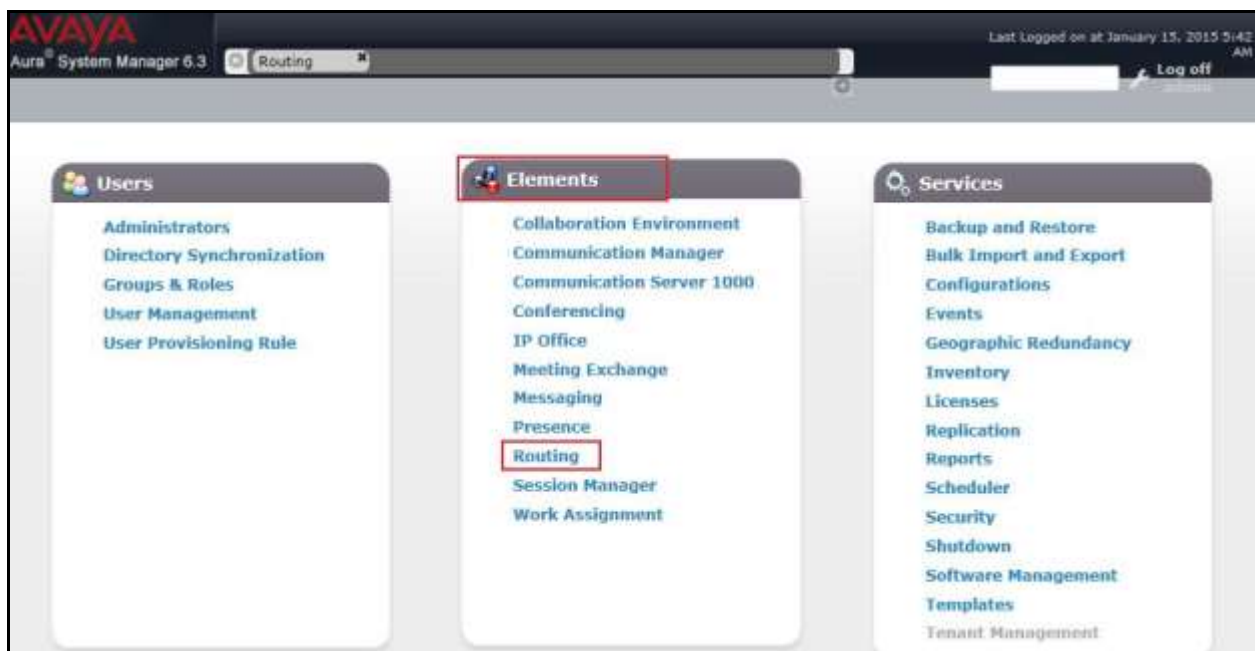 AVAYA
Last Logged on at January 15, 2015 5:42 AM
Aura® System Manager 6.3
Routing
Log off
admin
Users
Administrators
Directory Synchronization
Groups & Roles
User Management
User Provisioning Rule
Elements
Collaboration Environment
Communication Manager
Communication Server 1000
Conferencing
IP Office
Meeting Exchange
Messaging
Presence
Routing
Session Manager
Work Assignment
Services
Backup and Restore
Bulk Import and Export
Configurations
Events
Geographic Redundancy
Inventory
Licenses
Replication
Reports
Scheduler
Security
Shutdown
Software Management
Templates
Tenant Management